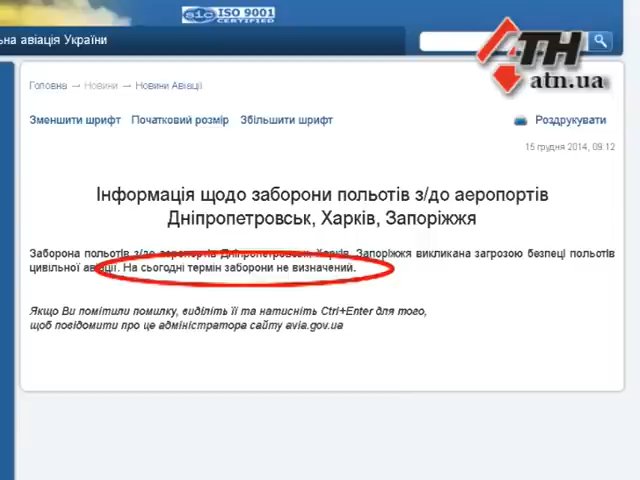 ISO 9001
CERTIFIED
ьна авіація України
АТН
atn.ua
Головна → Новини → Новини Авіації
Зменшити шрифт Початковий розмір Збільшити шрифт
Роздрукувати
15 грудня 2014, 09:12
Інформація щодо заборони польотів з/до аеропортів
Дніпропетровськ, Харків, Запоріжжя
Заборона польотів з/до аеропортів Дніпропетровськ, Харків, Запоріжжя викликана загрозою безпеці польотів
цивільної авіації. На сьогодні термін заборони не визначений.
Якщо Ви помітили помилку, виділіть її та натисніть Ctrl+Enter для того,
щоб повідомити про це адміністратора сайту avia.gov.ua